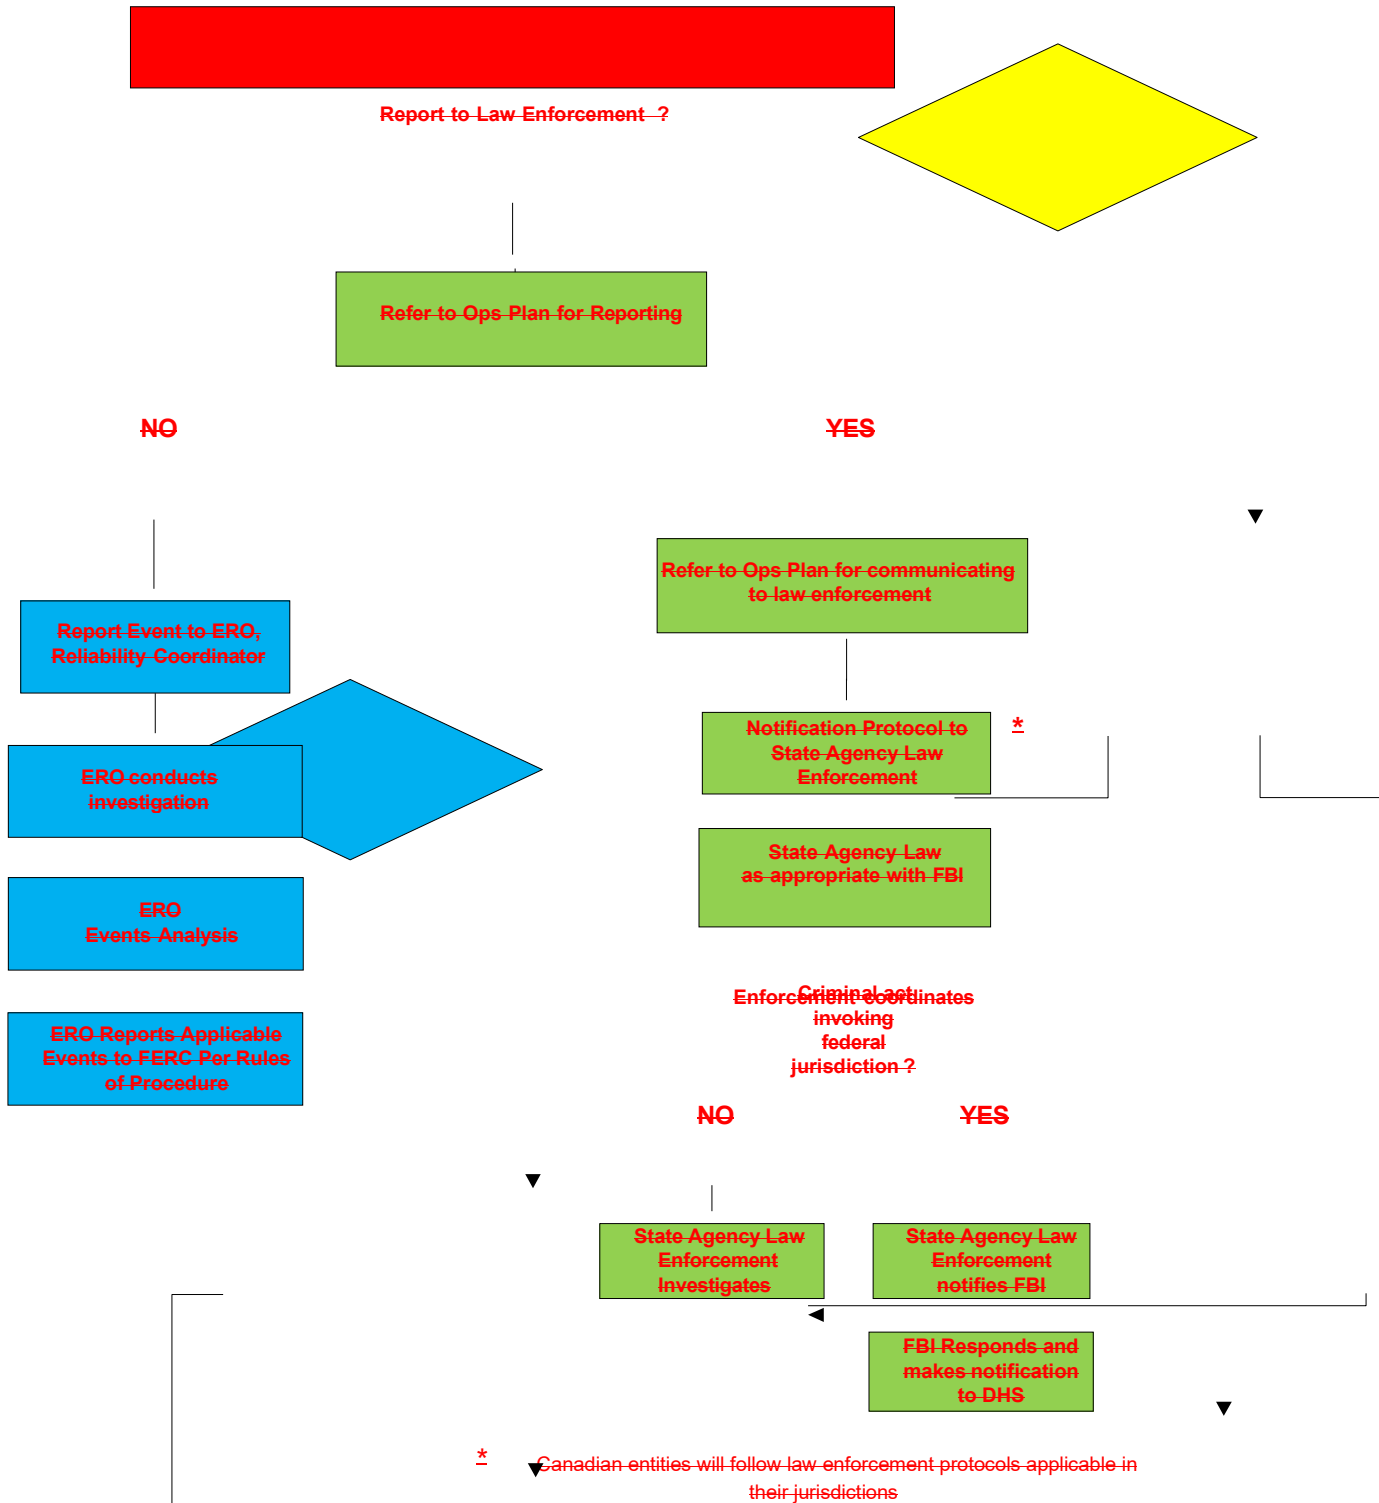 Report to Law Enforcement ?
Refer to Ops Plan for Reporting
NO
YES
Refer to Ops Plan for communicating
to law enforcement
Report Event to ERO,
Reliability Coordinator
Notification Protocol to
State Agency Law
Enforcement
*
ERO conducts
investigation
State Agency Law
as appropriate with FBI
ERO
Events Analysis
Enforcement coordinates
Criminal act
invoking
federal
jurisdiction ?
ERO Reports Applicable
Events to FERC Per Rules
of Procedure
NO
YES
State Agency Law
Enforcement
Investigates
State Agency Law
Enforcement
notifies FBI
FBI Responds and
makes notification
to DHS
* Canadian entities will follow law enforcement protocols applicable in
their jurisdictions